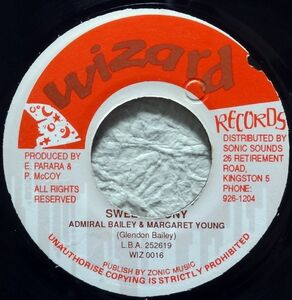 wizard
RECORDS
DISTRIBUTED BY
SONIC SOUNDS
26 RETIREMENT
ROAD,
KINGSTON 5
PHONE:
926-1204
PRODUCED BY
E. PARARA &
P. McCOY
ALL RIGHTS
RESERVED
ADMIRAL BAILEY & MARGARET YOUNG
(Glendon Bailey)
L.B.A. 252619
WIZ 0016
PUBLISH BY ZONIC MUSIC
UNAUTHORISE COPYING IS STRICTLY PROHIBITED